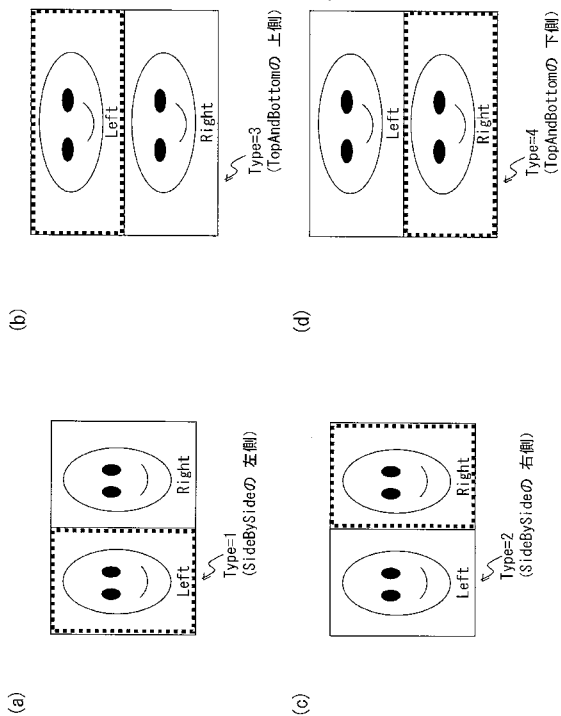 (a)
Left
Right
Type=1
(SideBySideの 左側)
(b)
Left
Right
Type=3
(TopAndBottomの 上側)
(c)
Left
Right
Type=2
(SideBySideの 右側)
(d)
Left
Right
Type=4
(TopAndBottomの 下側)